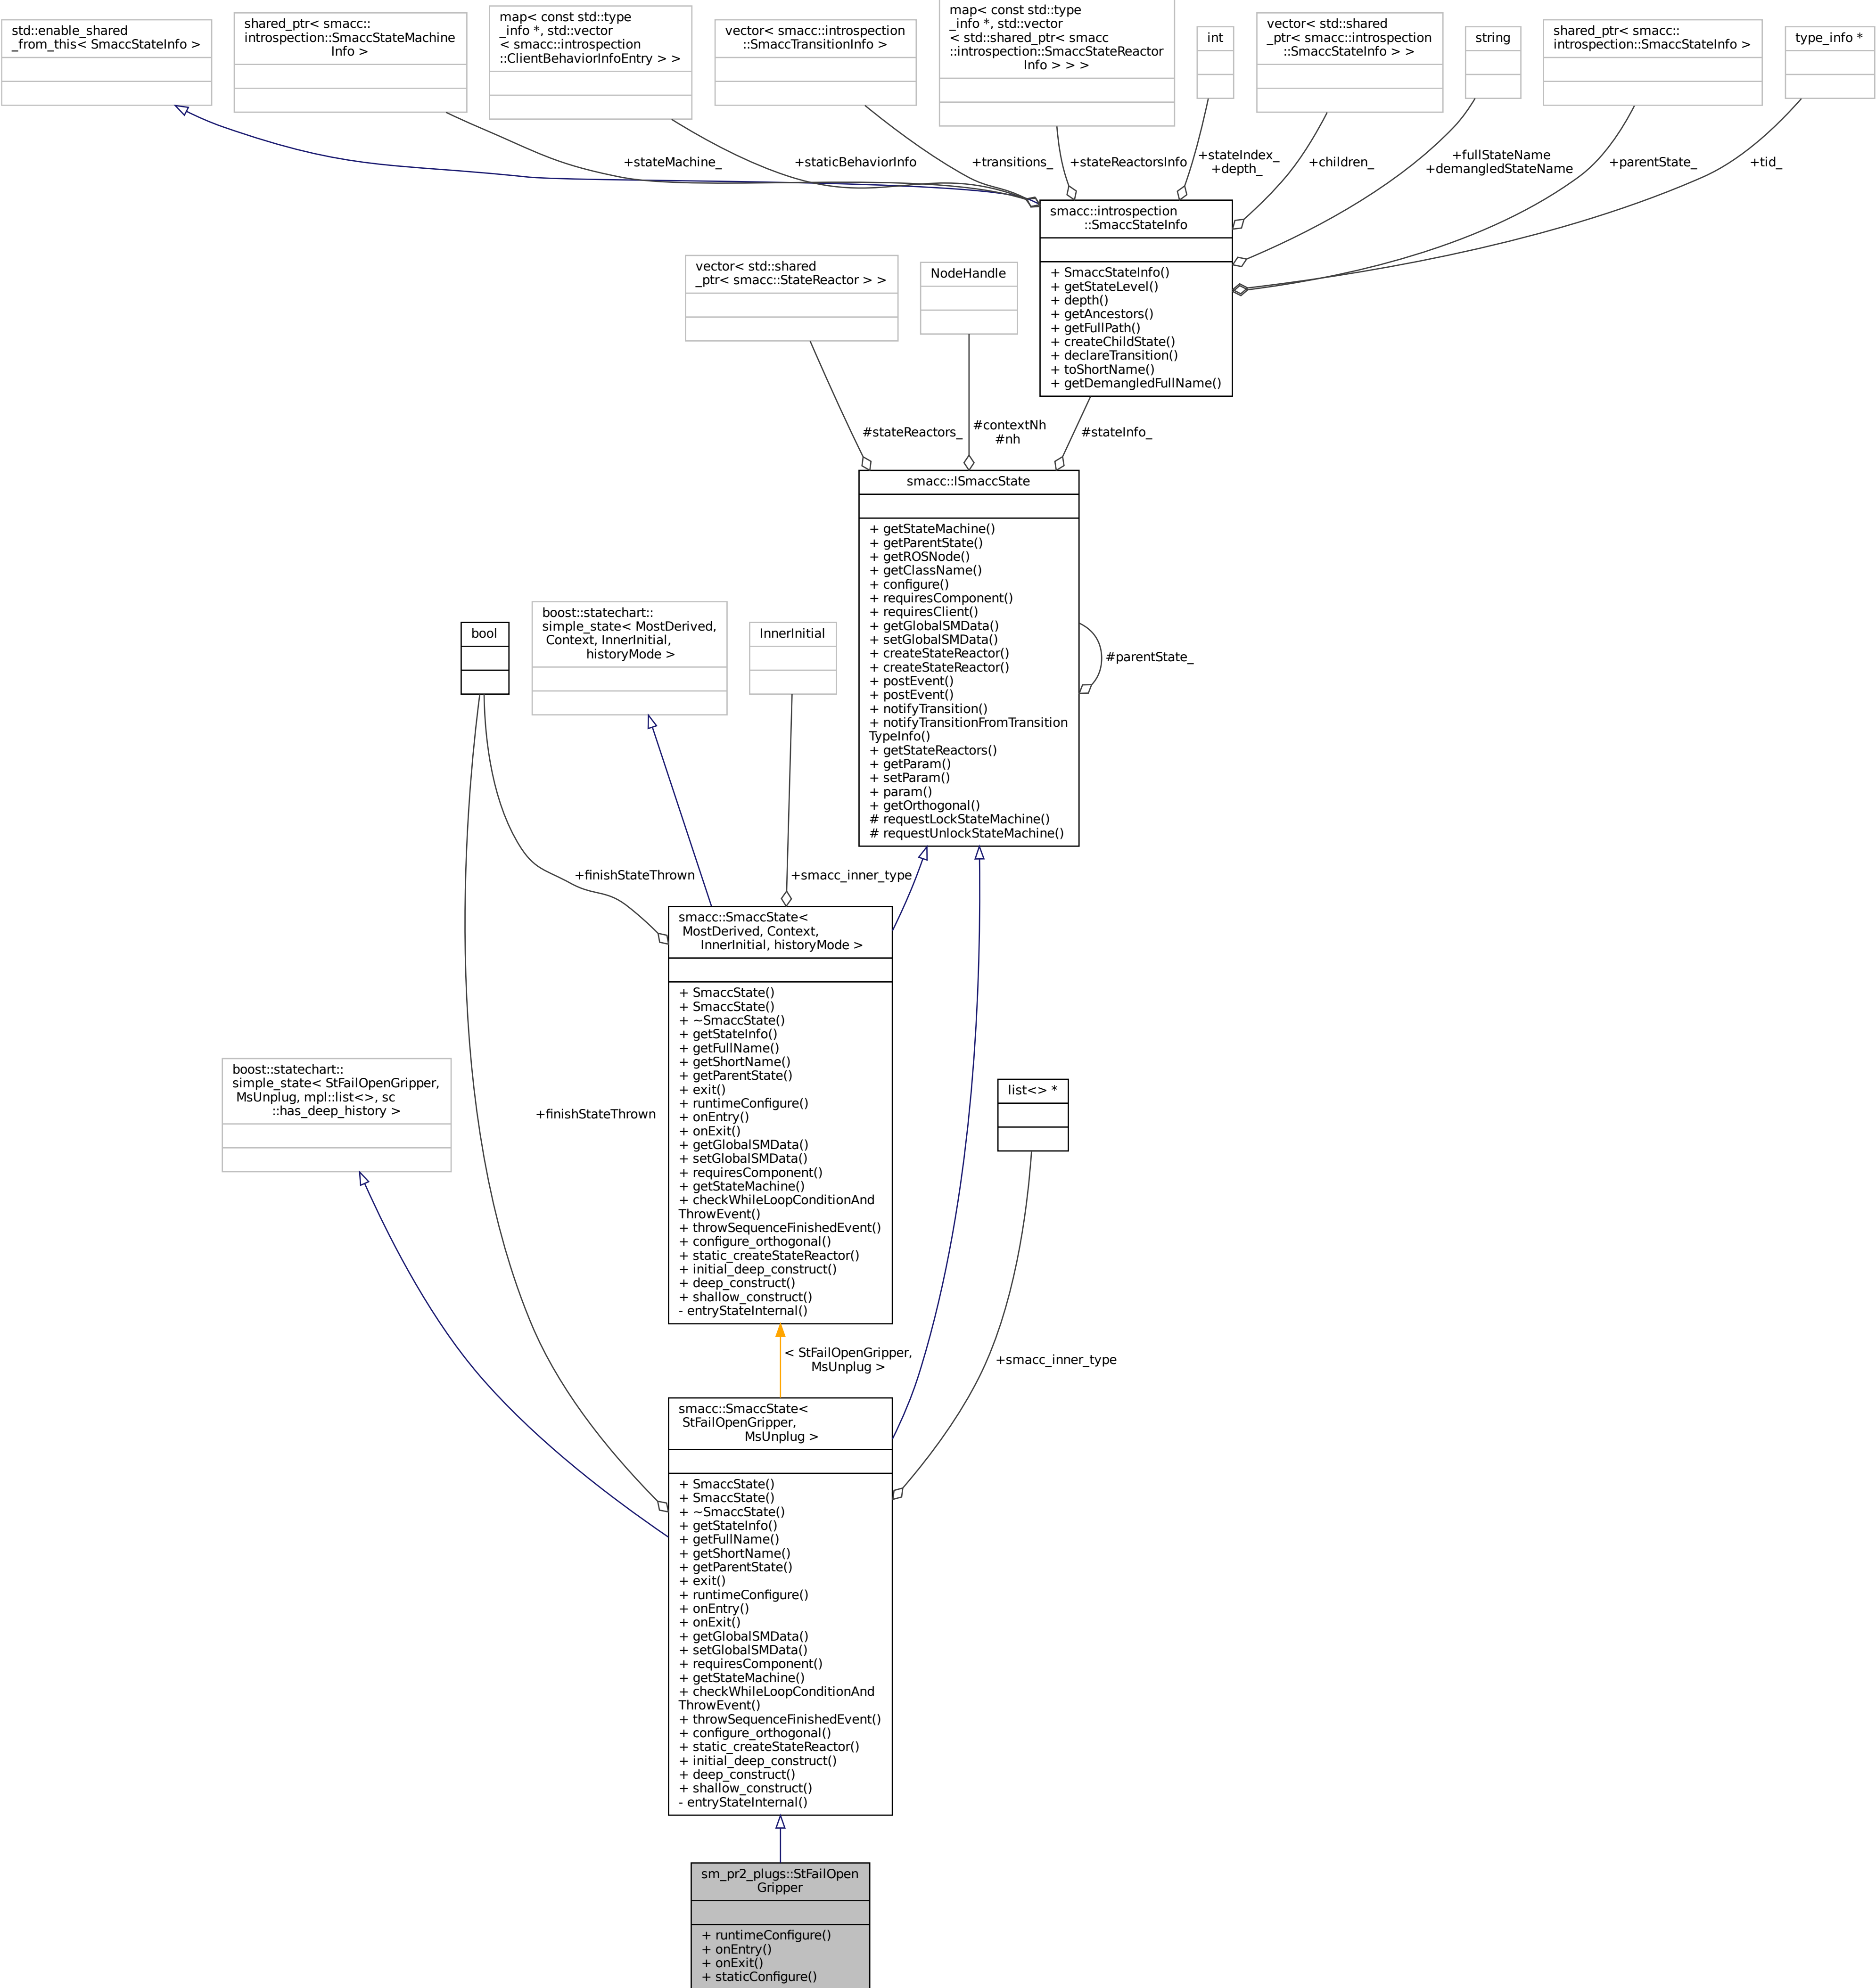 std::enable_shared
_from_this< SmaccStateInfo >
shared_ptr< smacc::
introspection::SmaccStateMachine
Info >
map< const std::type
_info *, std::vector
< smacc::introspection
::ClientBehaviorInfoEntry > >
vector< smacc::introspection
::SmaccTransitionInfo >
map< const std::type
_info *, std::vector
< std::shared_ptr< smacc
::introspection::SmaccStateReactor
Info > > >
int
vector< std::shared
_ptr< smacc::introspection
::SmaccStateInfo > >
string
shared_ptr< smacc::
introspection::SmaccStateInfo >
type_info *
+stateMachine_
+staticBehaviorInfo
+transitions_
+stateReactorsInfo
+stateIndex_
+depth_
+children_
+fullStateName
+demangledStateName
+parentState_
+tid_
smacc::introspection
::SmaccStateInfo
+ SmaccStateInfo()
+ getStateLevel()
+ depth()
+ getAncestors()
+ getFullPath()
+ createChildState()
+ declareTransition()
+ toShortName()
+ getDemangledFullName()
vector< std::shared
_ptr< smacc::StateReactor > >
NodeHandle
#stateReactors_
#contextNh
#nh
#stateInfo_
smacc::ISmaccState
+ getStateMachine()
+ getParentState()
+ getROSNode()
+ getClassName()
+ configure()
+ requiresComponent()
+ requiresClient()
+ getGlobalSMData()
+ setGlobalSMData()
+ createStateReactor()
+ createStateReactor()
+ postEvent()
+ postEvent()
+ notifyTransition()
+ notifyTransitionFromTransition
TypeInfo()
+ getStateReactors()
+ getParam()
+ setParam()
+ param()
+ getOrthogonal()
# requestLockStateMachine()
# requestUnlockStateMachine()
#parentState_
bool
boost::statechart::
simple_state< MostDerived,
Context, InnerInitial,
historyMode >
InnerInitial
+finishStateThrown
+smacc_inner_type
smacc::SmaccState<
MostDerived, Context,
InnerInitial, historyMode >
+ SmaccState()
+ SmaccState()
+ ~SmaccState()
+ getStateInfo()
+ getFullName()
+ getShortName()
+ getParentState()
+ exit()
+ runtimeConfigure()
+ onEntry()
+ onExit()
+ getGlobalSMData()
+ setGlobalSMData()
+ requiresComponent()
+ getStateMachine()
+ checkWhileLoopConditionAnd
ThrowEvent()
+ throwSequenceFinishedEvent()
+ configure_orthogonal()
+ static_createStateReactor()
+ initial_deep_construct()
+ deep_construct()
+ shallow_construct()
- entryStateInternal()
boost::statechart::
simple_state< StFailOpenGripper,
MsUnplug, mpl::list<>, sc
::has_deep_history >
+finishStateThrown
list<> *
< StFailOpenGripper,
MsUnplug >
+smacc_inner_type
smacc::SmaccState<
StFailOpenGripper,
MsUnplug >
+ SmaccState()
+ SmaccState()
+ ~SmaccState()
+ getStateInfo()
+ getFullName()
+ getShortName()
+ getParentState()
+ exit()
+ runtimeConfigure()
+ onEntry()
+ onExit()
+ getGlobalSMData()
+ setGlobalSMData()
+ requiresComponent()
+ getStateMachine()
+ checkWhileLoopConditionAnd
ThrowEvent()
+ throwSequenceFinishedEvent()
+ configure_orthogonal()
+ static_createStateReactor()
+ initial_deep_construct()
+ deep_construct()
+ shallow_construct()
- entryStateInternal()
sm_pr2_plugs::StFailOpen
Gripper
+ runtimeConfigure()
+ onEntry()
+ onExit()
+ staticConfigure()